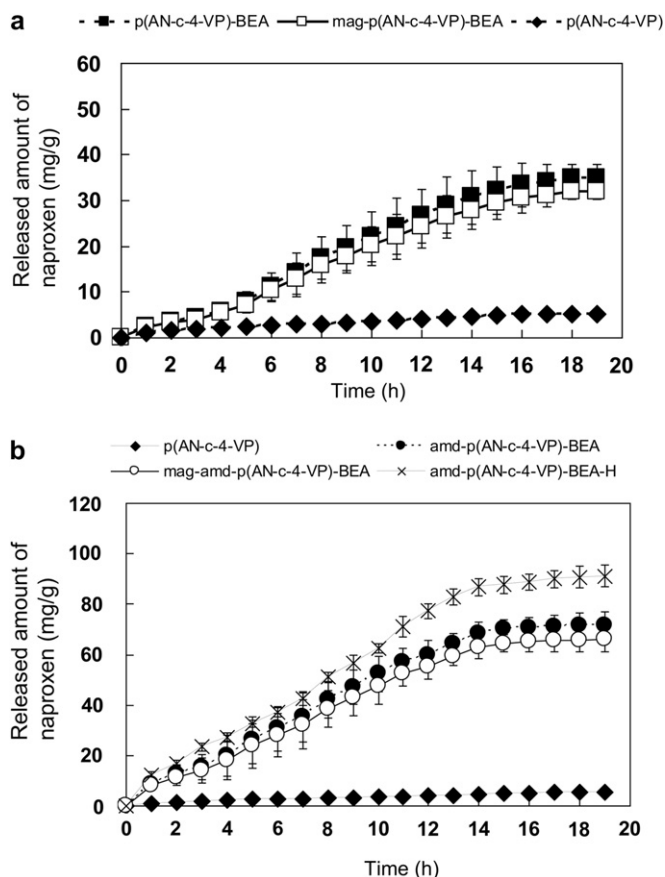 a
p(AN-c-4-VP)-BEA mag-p(AN-c-4-VP)-BEA p(AN-c-4-VP)
Released amount of
naproxen (mg/g)
60
50
40
30
20
10
0
0 2 4 6 8 10 12 14 16 18 20
Time (h)
b
p(AN-c-4-VP) amd-p(AN-c-4-VP)-BEA
mag-amd-p(AN-c-4-VP)-BEA amd-p(AN-c-4-VP)-BEA-H
Released amount of
naproxen (mg/g)
120
100
80
60
40
20
0
0 2 4 6 8 10 12 14 16 18 20
Time (h)